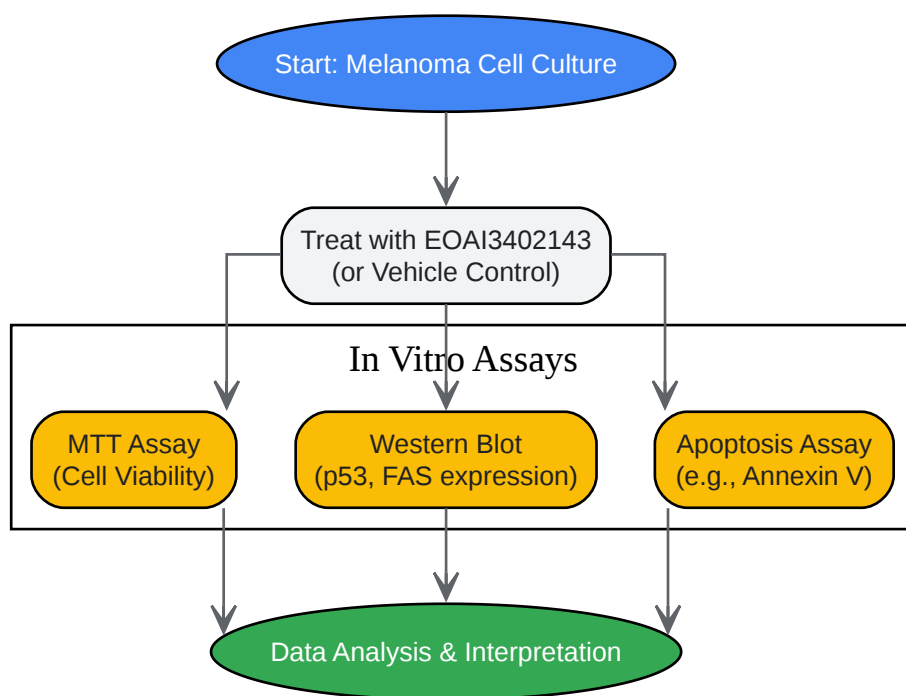 Start: Melanoma Cell Culture
Treat with EOAI3402143
(or Vehicle Control)
In Vitro Assays
MTT Assay
(Cell Viability)
Western Blot
(p53, FAS expression)
Apoptosis Assay
(e.g., Annexin V)
Data Analysis & Interpretation